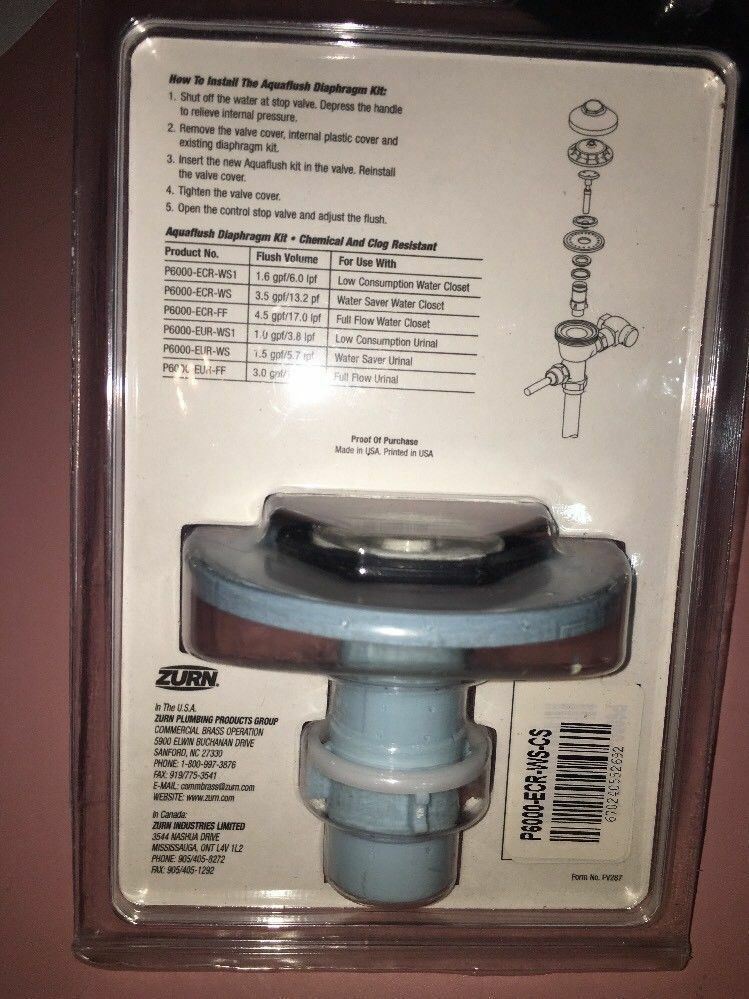 How To Install The Aquaflush Diaphragm Kit:
1. Shut off the water at stop valve. Depress the handle
to relieve internal pressure.
2. Remove the valve cover, internal plastic cover and
existing diaphragm kit.
3. Insert the new Aquaflush kit in the valve. Reinstall
the valve cover.
4. Tighten the valve cover.
5. Open the control stop valve and adjust the flush.
Aquaflush Diaphragm Kit • Chemical And Clog Resistant
Product No. Flush Volume For Use With
P6000-ECR-WS1 1.6 gpf/6.0 lpf Low Consumption Water Closet
P6000-ECR-WS 3.5 gpf/13.2 pf Water Saver Water Closet
P6000-ECR-FF 4.5 gpf/17.0 lpf Full Flow Water Closet
P6000-EUR-WS1 1.0 gpf/3.8 lpf Low Consumption Urinal
P6000-EUR-WS 1.5 gpf/5.7 lpf Water Saver Urinal
P6000-EUR-FF 3.0 gpf/ Full Flow Urinal
Proof Of Purchase
Made in USA. Printed in USA
ZURN
In The U.S.A.
ZURN PLUMBING PRODUCTS GROUP
COMMERCIAL BRASS OPERATION
5900 ELWIN BUCHANAN DRIVE
SANFORD, NC 27330
PHONE: 1-800-997-3876
FAX: 919/775-3541
E-MAIL: commbrass@zurn.com
WEBSITE: www.zurn.com
In Canada:
ZURN INDUSTRIES LIMITED
3544 NASHUA DRIVE
MISSISSAUGA, ONT L4V 1L2
PHONE: 905/405-8272
FAX: 905/405-1292
P6000-ECR-WS-CS
670240552692
Form No. PV287